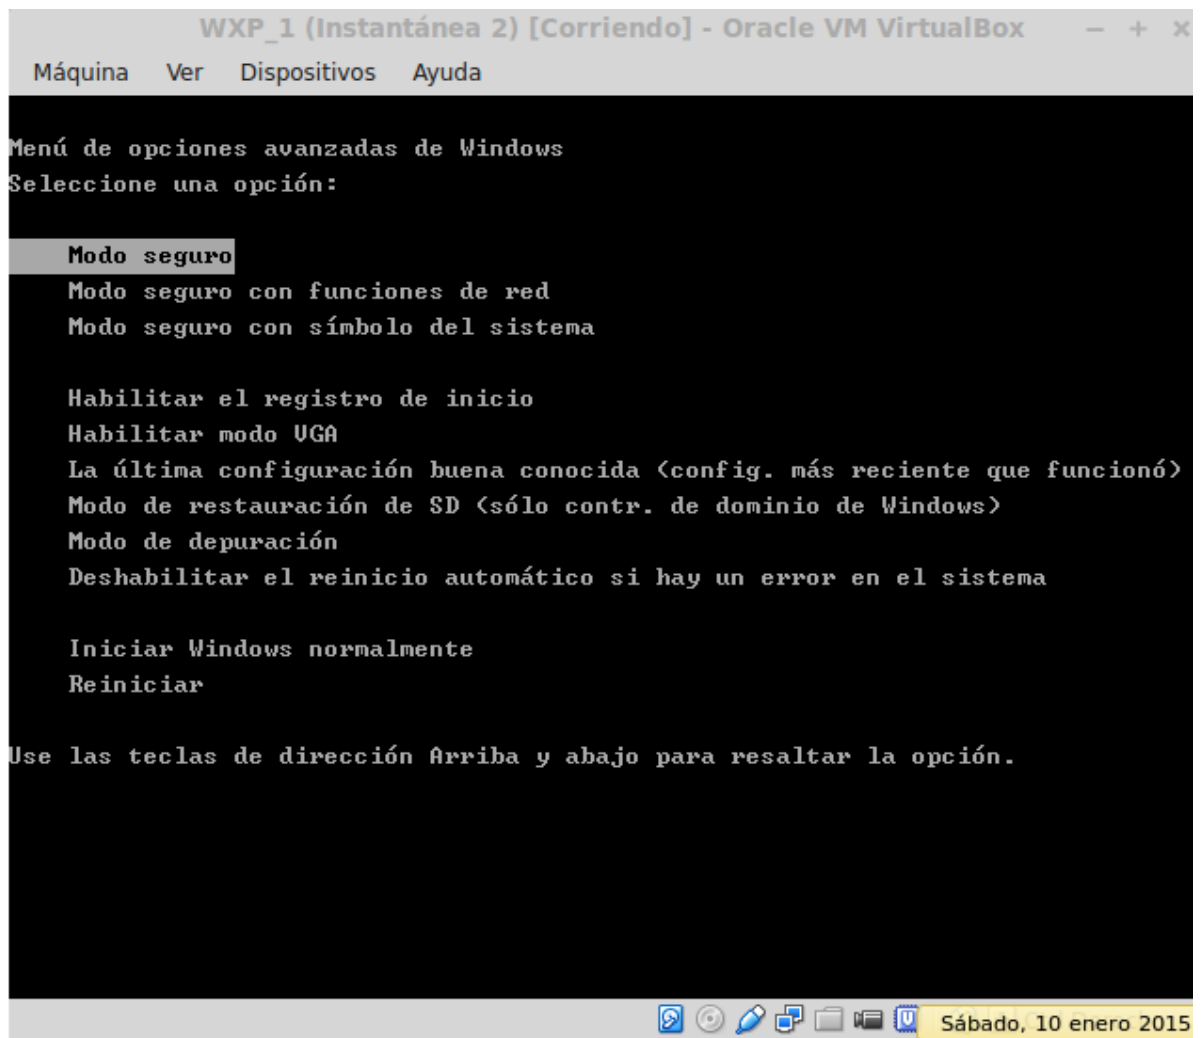 WXP_1 (Instantánea 2) [Corriendo] - Oracle VM VirtualBox
Máquina Ver Dispositivos Ayuda
Menú de opciones avanzadas de Windows
Seleccione una opción:
Modo seguro
Modo seguro con funciones de red
Modo seguro con símbolo del sistema
Habilitar el registro de inicio
Habilitar modo VGA
La última configuración buena conocida (config. más reciente que funcionó)
Modo de restauración de SD (sólo contr. de dominio de Windows)
Modo de depuración
Deshabilitar el reinicio automático si hay un error en el sistema
Iniciar Windows normalmente
Reiniciar
Use las teclas de dirección Arriba y abajo para resaltar la opción.
Sábado, 10 enero 2015